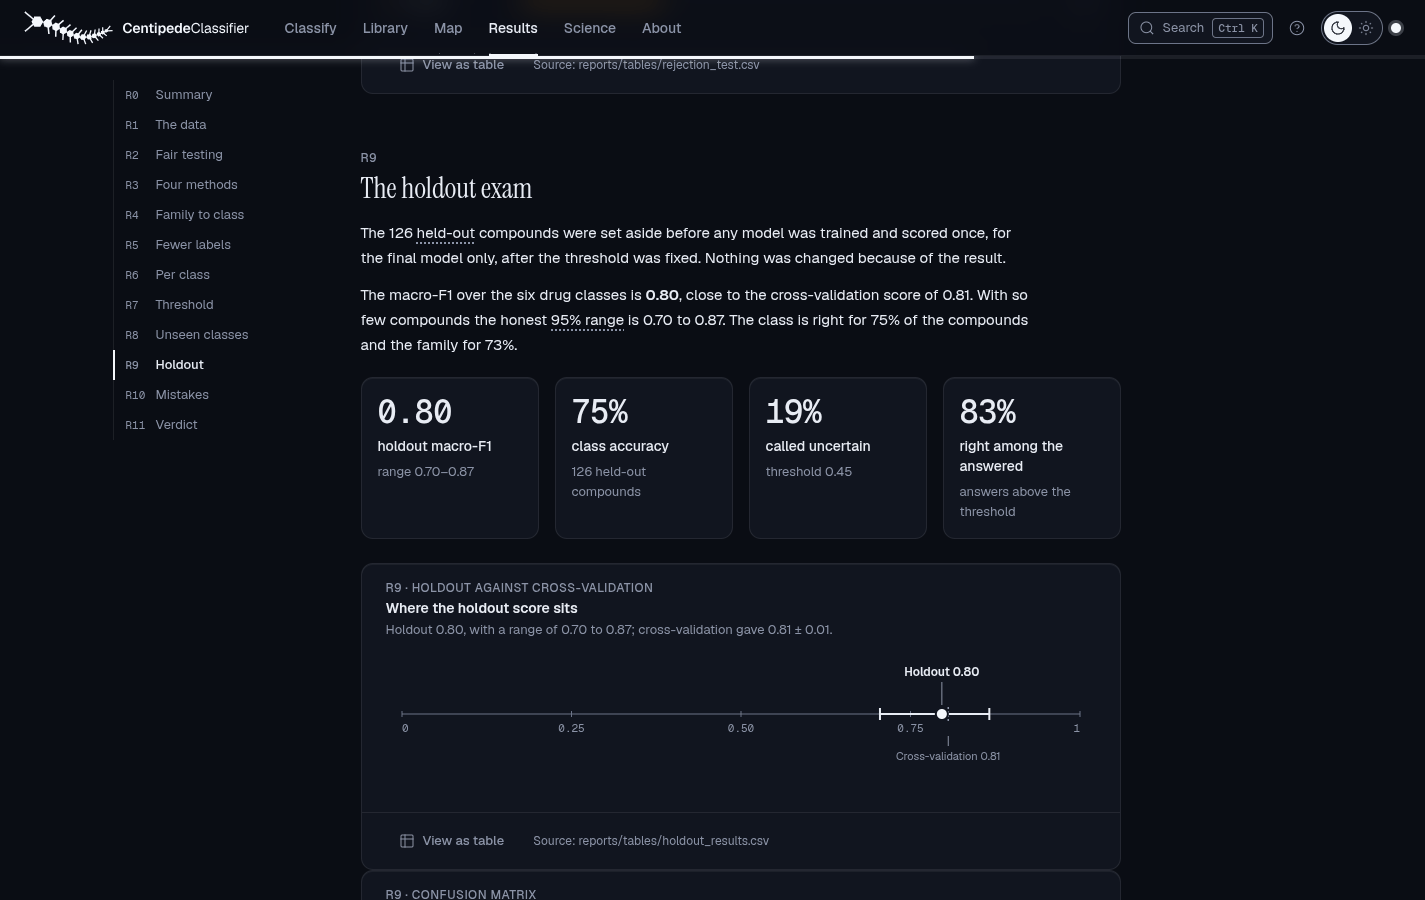 CentipedeClassifier Classify Library Map Results Science About Search Ctrl K
View as table Source: reports/tables/rejection_test.csv
R0 Summary
R1 The data
R2 Fair testing
R3 Four methods
R4 Family to class
R5 Fewer labels
R6 Per class
R7 Threshold
R8 Unseen classes
R9 Holdout
R10 Mistakes
R11 Verdict
R9
The holdout exam
The 126 held-out compounds were set aside before any model was trained and scored once, for
the final model only, after the threshold was fixed. Nothing was changed because of the result.
The macro-F1 over the six drug classes is 0.80, close to the cross-validation score of 0.81. With so
few compounds the honest 95% range is 0.70 to 0.87. The class is right for 75% of the compounds
and the family for 73%.
0.80
holdout macro-F1
range 0.70–0.87
75%
class accuracy
126 held-out
compounds
19%
called uncertain
threshold 0.45
83%
right among the
answered
answers above the
threshold
R9 · HOLDOUT AGAINST CROSS-VALIDATION
Where the holdout score sits
Holdout 0.80, with a range of 0.70 to 0.87; cross-validation gave 0.81 ± 0.01.
Holdout 0.80
0 0.25 0.50 0.75 1
Cross-validation 0.81
View as table Source: reports/tables/holdout_results.csv
R9 · CONFUSION MATRIX